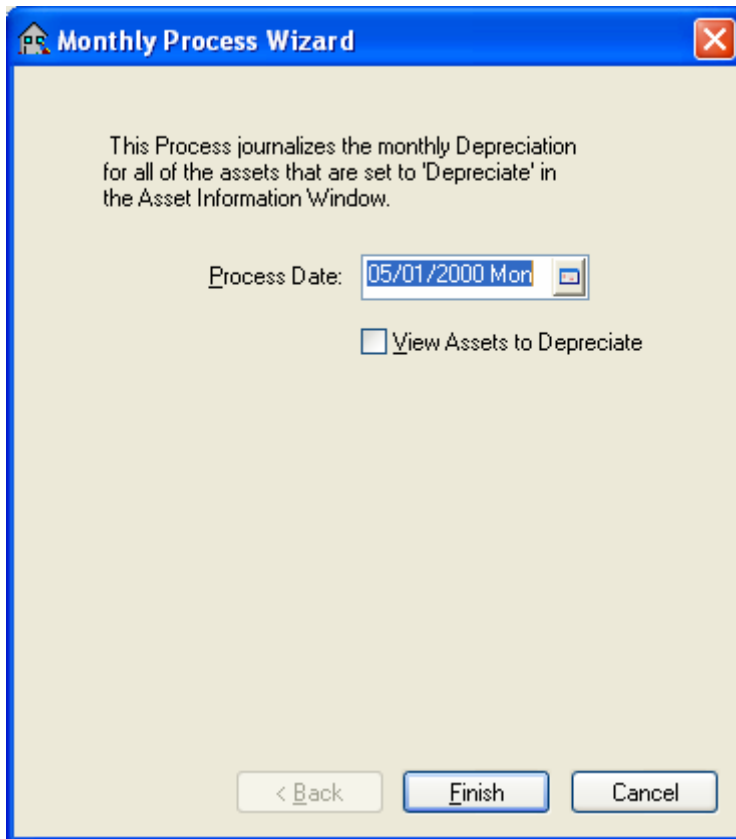 Monthly Process Wizard
This Process journalizes the monthly Depreciation
for all of the assets that are set to 'Depreciate' in
the Asset Information Window.
Process Date: 05/01/2000 Mon
View Assets to Depreciate
< Back Finish Cancel